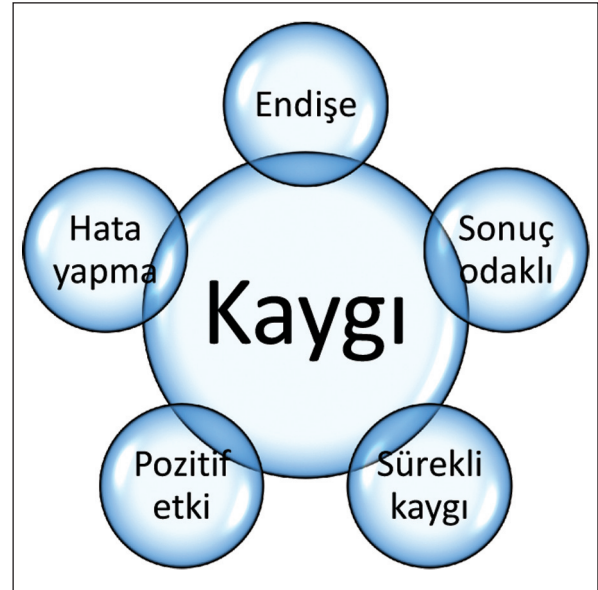 Endişe
Hata
yapma
Sonuç
odaklı
Kaygı
Pozitif
etki
Sürekli
kaygı